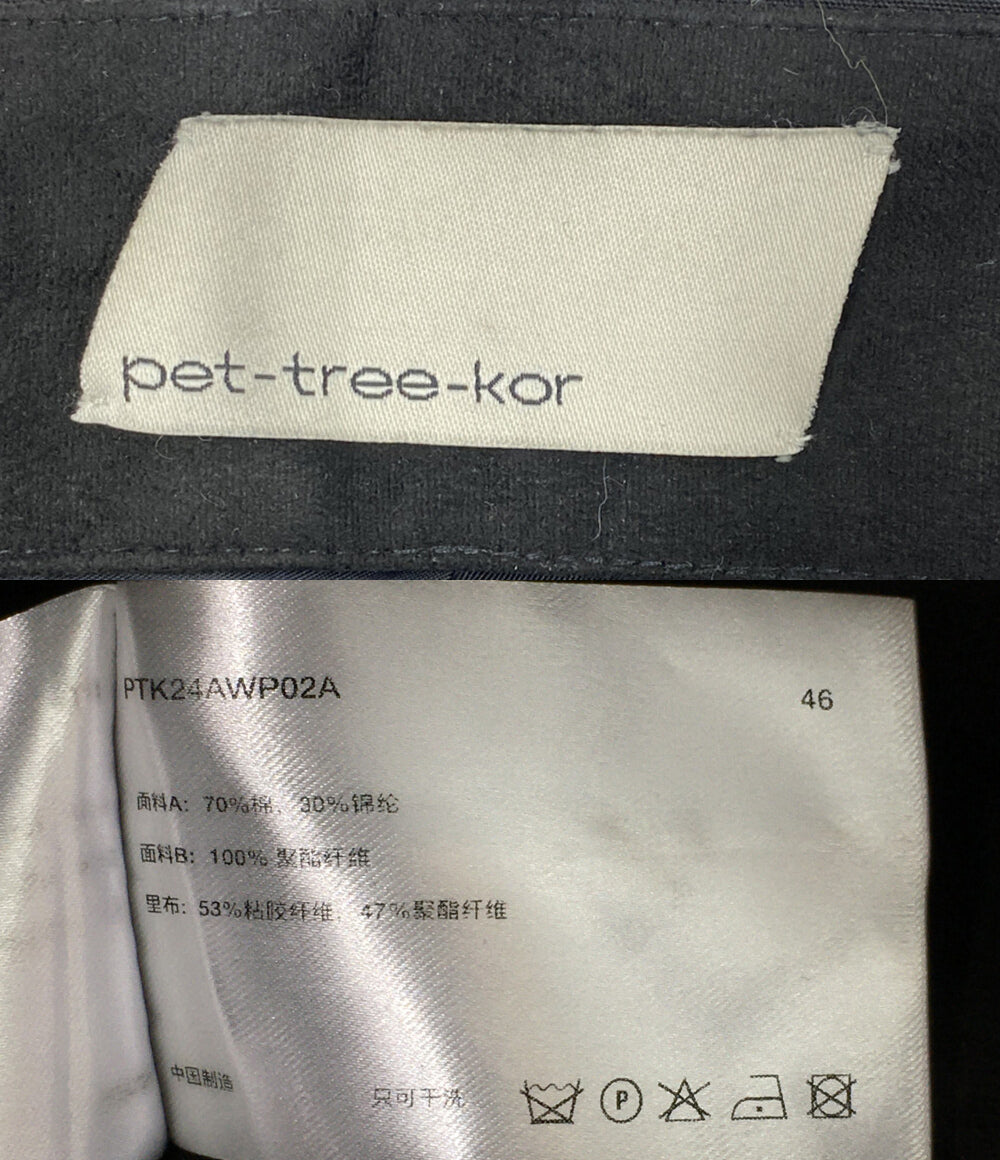 pet-tree-kor
PTK24AWP02A
46
面料A: 70%棉, 30%锦纶
面料B: 100% 聚酯纤维
里布: 53%粘胶纤维, 47%聚酯纤维
中国制造
只可干洗
P